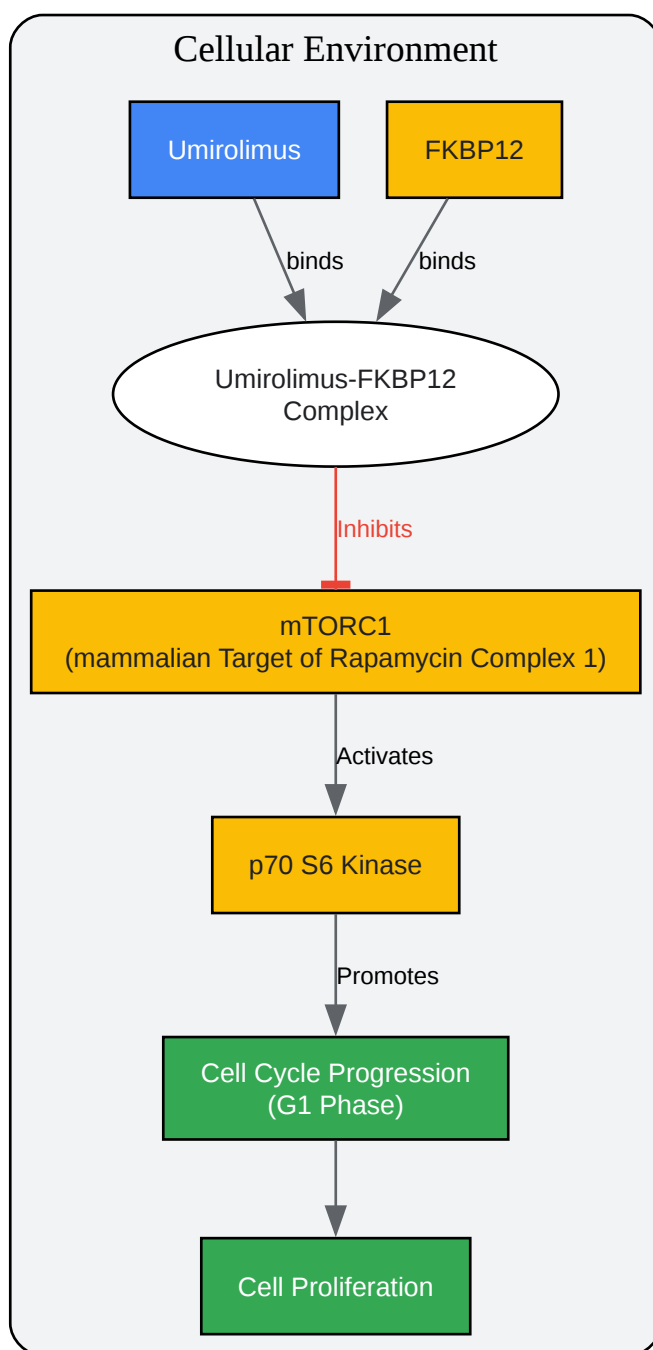 Cellular Environment
Umirolimus
FKBP12
binds
binds
Umirolimus-FKBP12
Complex
Inhibits
mTORC1
(mammalian Target of Rapamycin Complex 1)
Activates
p70 S6 Kinase
Promotes
Cell Cycle Progression
(G1 Phase)
Cell Proliferation